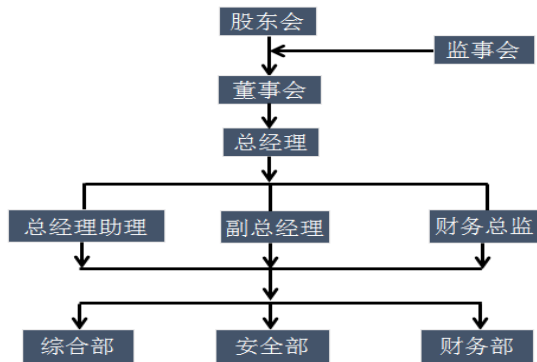 股东会
监事会
董事会
总经理
总经理助理
副总经理
财务总监
综合部
安全部
财务部